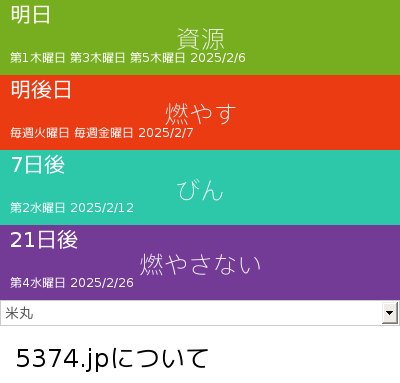 明日
資源
第1木曜日 第3木曜日 第5木曜日 2025/2/6
明後日
燃やす
毎週火曜日 毎週金曜日 2025/2/7
7日後
びん
第2水曜日 2025/2/12
21日後
燃やさない
第4水曜日 2025/2/26
米丸
5374.jpについて